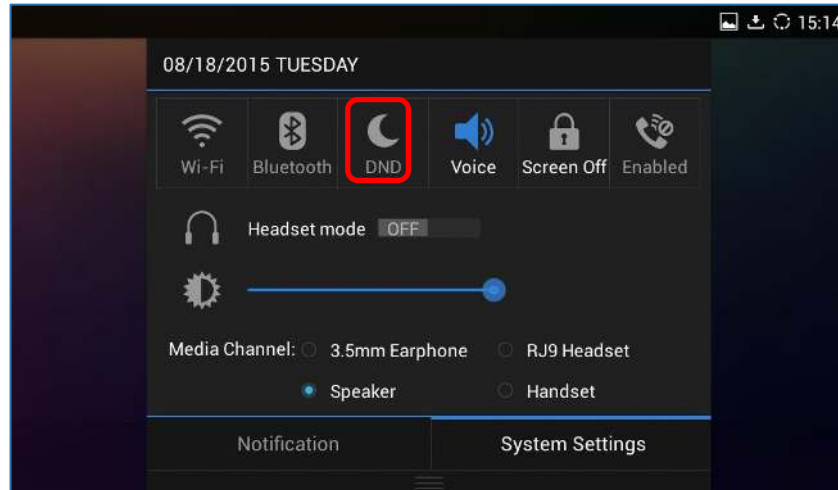 15:14
08/18/2015 TUESDAY
Wi-Fi Bluetooth DND Voice Screen Off Enabled
Headset mode OFF
Media Channel: 3.5mm Earphone RJ9 Headset
Speaker Handset
Notification System Settings